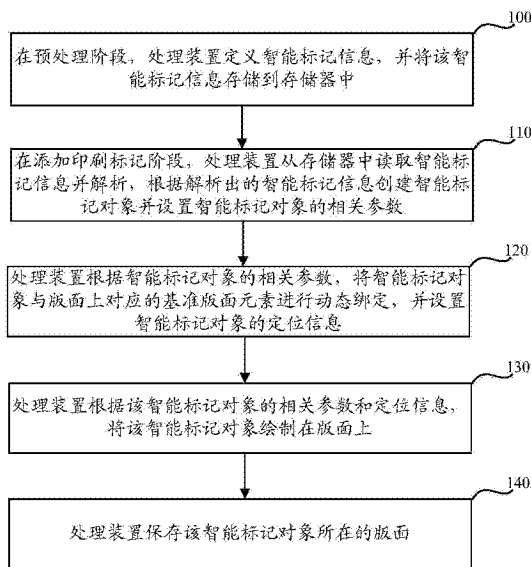 100
在预处理阶段，处理装置定义智能标记信息，并将该智
能标记信息存储到存储器中
110
在添加印刷标记阶段，处理装置从存储器中读取智能标
记信息并解析，根据解析出的智能标记信息创建智能标
记对象并设置智能标记对象的相关参数
120
处理装置根据智能标记对象的相关参数，将智能标记对
象与版面上对应的基准版面元素进行动态绑定，并设置
智能标记对象的定位信息
130
处理装置根据该智能标记对象的相关参数和定位信息，
将该智能标记对象绘制在版面上
140
处理装置保存该智能标记对象所在的版面